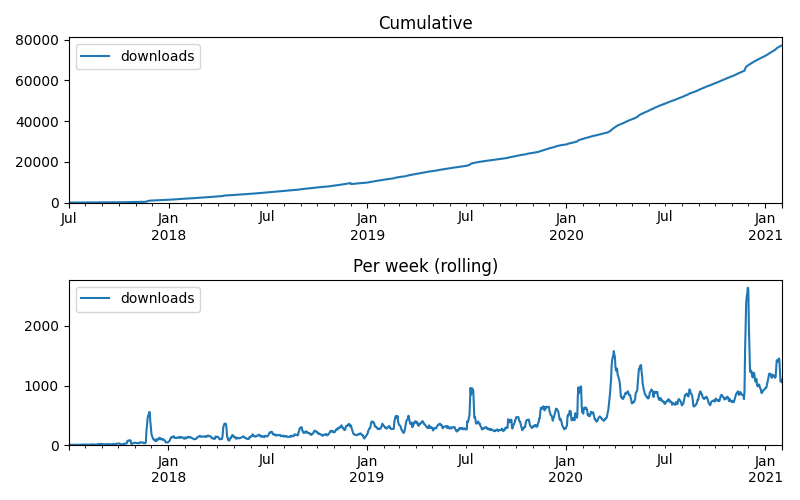 Cumulative
downloads
80000
60000
40000
20000
0
Jul Jan Jul Jan Jul Jan Jul Jan
2018 2019 2020 2021
Per week (rolling)
downloads
2000
1000
0
Jan Jul Jan Jul Jan Jul Jan
2018 2019 2020 2021